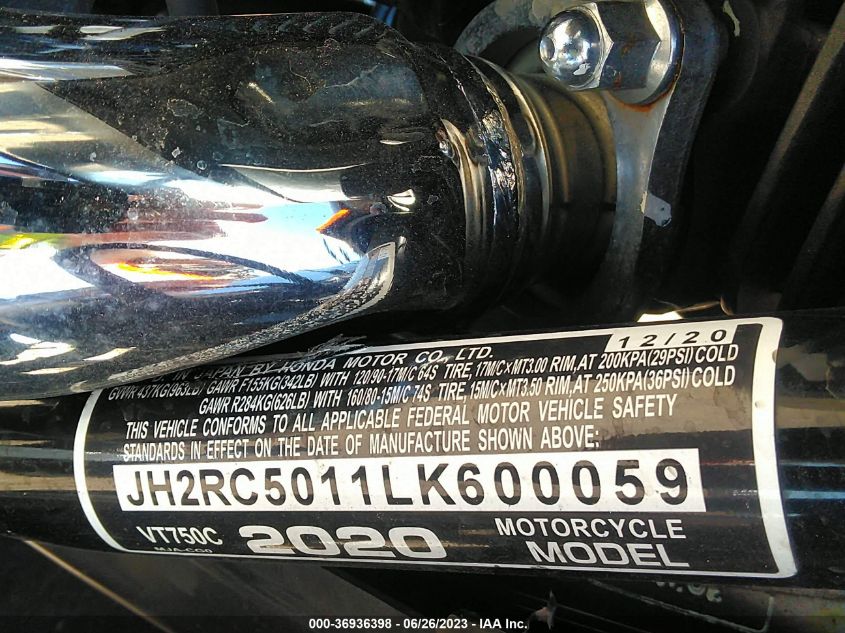 12/20
IN JAPAN BY HONDA MOTOR CO., LTD.
GVWR 437KG(963LB) GAWR F155KG(342LB) WITH 120/90-17M/C 64S TIRE, 17M/C×MT3.00 RIM, AT 200KPA(29PSI) COLD
GAWR R284KG(626LB) WITH 160/80-15M/C 74S TIRE, 15M/C×MT3.50 RIM, AT 250KPA(36PSI) COLD
THIS VEHICLE CONFORMS TO ALL APPLICABLE FEDERAL MOTOR VEHICLE SAFETY
STANDARDS IN EFFECT ON THE DATE OF MANUFACTURE SHOWN ABOVE;
JH2RC5011LK600059
VT750C 2020 MOTORCYCLE
MJA-CG0 MODEL
000-36936398 - 06/26/2023 - IAA Inc.